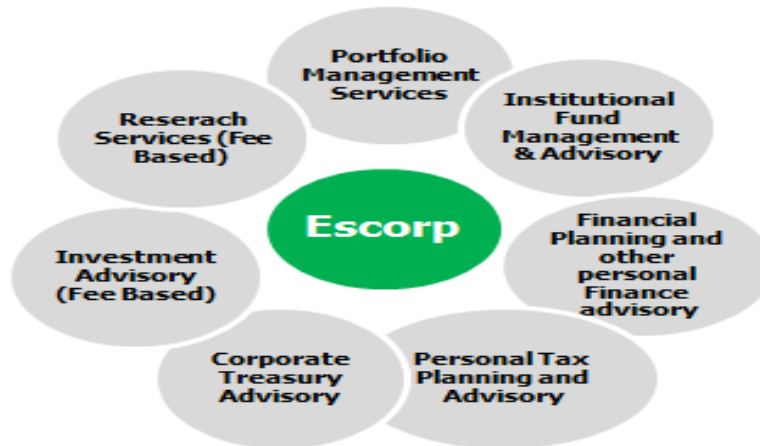 Portfolio
Management
Services
Institutional
Fund
Management
& Advisory
Financial
Planning and
other
personal
Finance
advisory
Personal Tax
Planning and
Advisory
Corporate
Treasury
Advisory
Investment
Advisory
(Fee Based)
Reserach
Services (Fee
Based)
Escorp